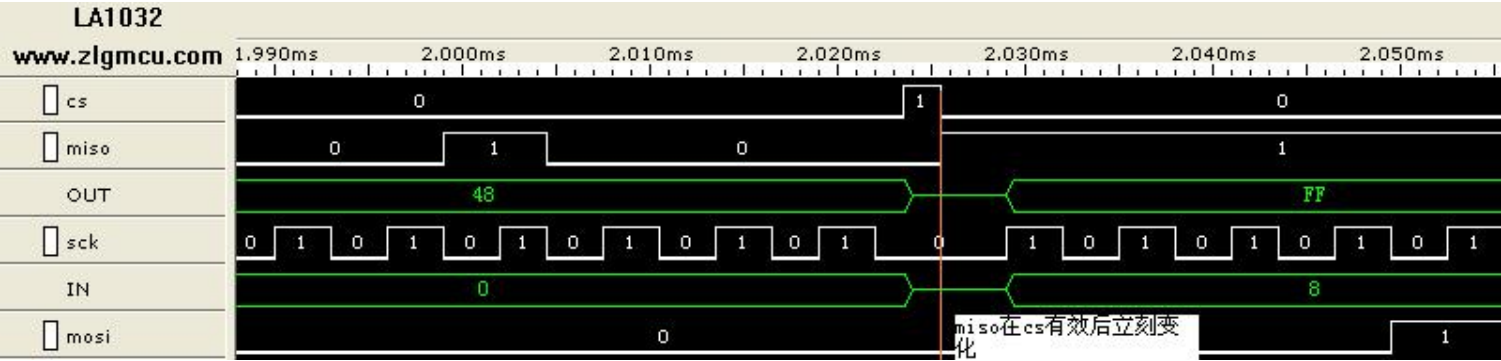 LA1032
www.zlgmcu.com 1.990ms 2.000ms 2.010ms 2.020ms 2.030ms 2.040ms 2.050ms
cs 0 1 0
miso 0 1 0 1
OUT 48 FF
sck 0 1 0 1 0 1 0 1 0 1 0 1 0 1 0 1 0 1 0 1 0 1
IN 0 8
mosi 0 1
miso在cs有效后立刻变
化